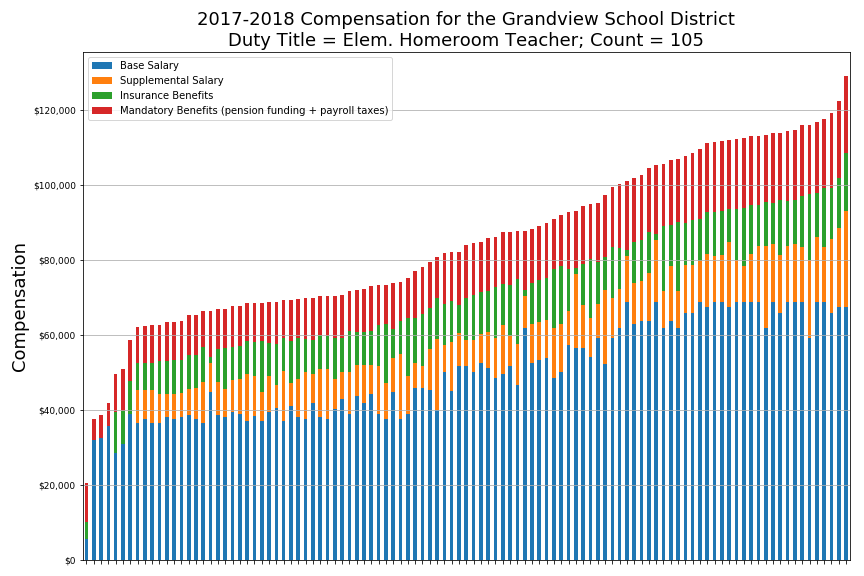 2017-2018 Compensation for the Grandview School District
Duty Title = Elem. Homeroom Teacher; Count = 105
Base Salary
Supplemental Salary
Insurance Benefits
Mandatory Benefits (pension funding + payroll taxes)
$120,000
$100,000
$80,000
$60,000
$40,000
$20,000
$0
Compensation